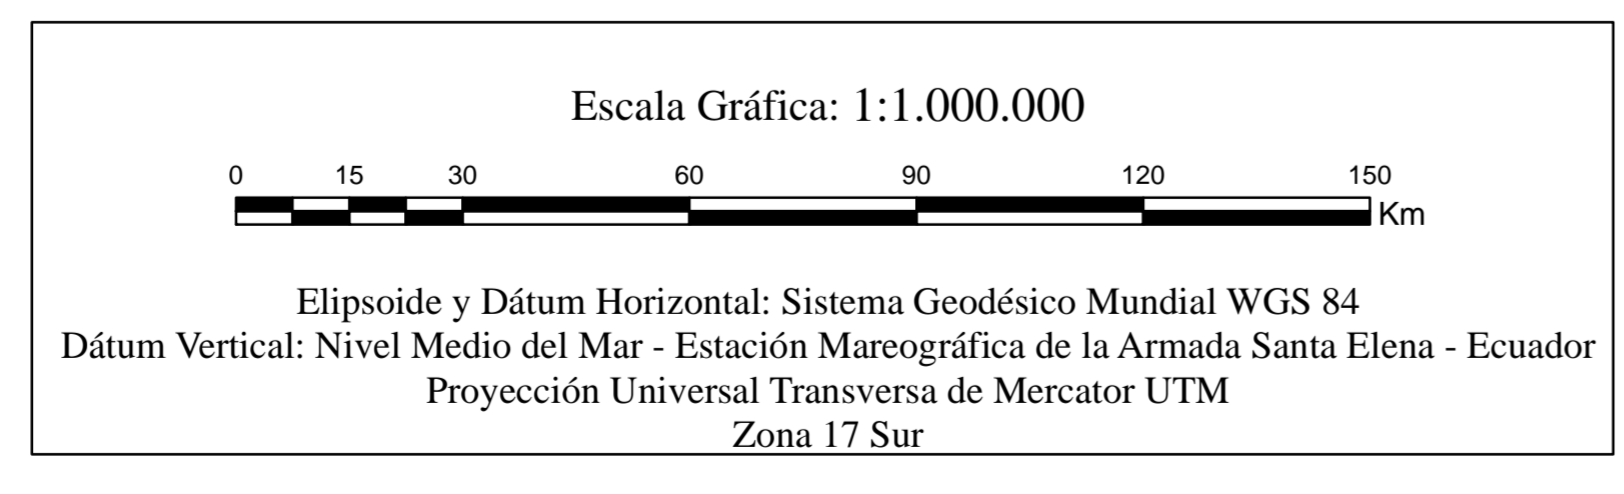 Escala Gráfica: 1:1.000.000
0 15 30 60 90 120 150
Km
Elipsoide y Dátum Horizontal: Sistema Geodésico Mundial WGS 84
Dátum Vertical: Nivel Medio del Mar - Estación Mareográfica de la Armada Santa Elena - Ecuador
Proyección Universal Transversa de Mercator UTM
Zona 17 Sur